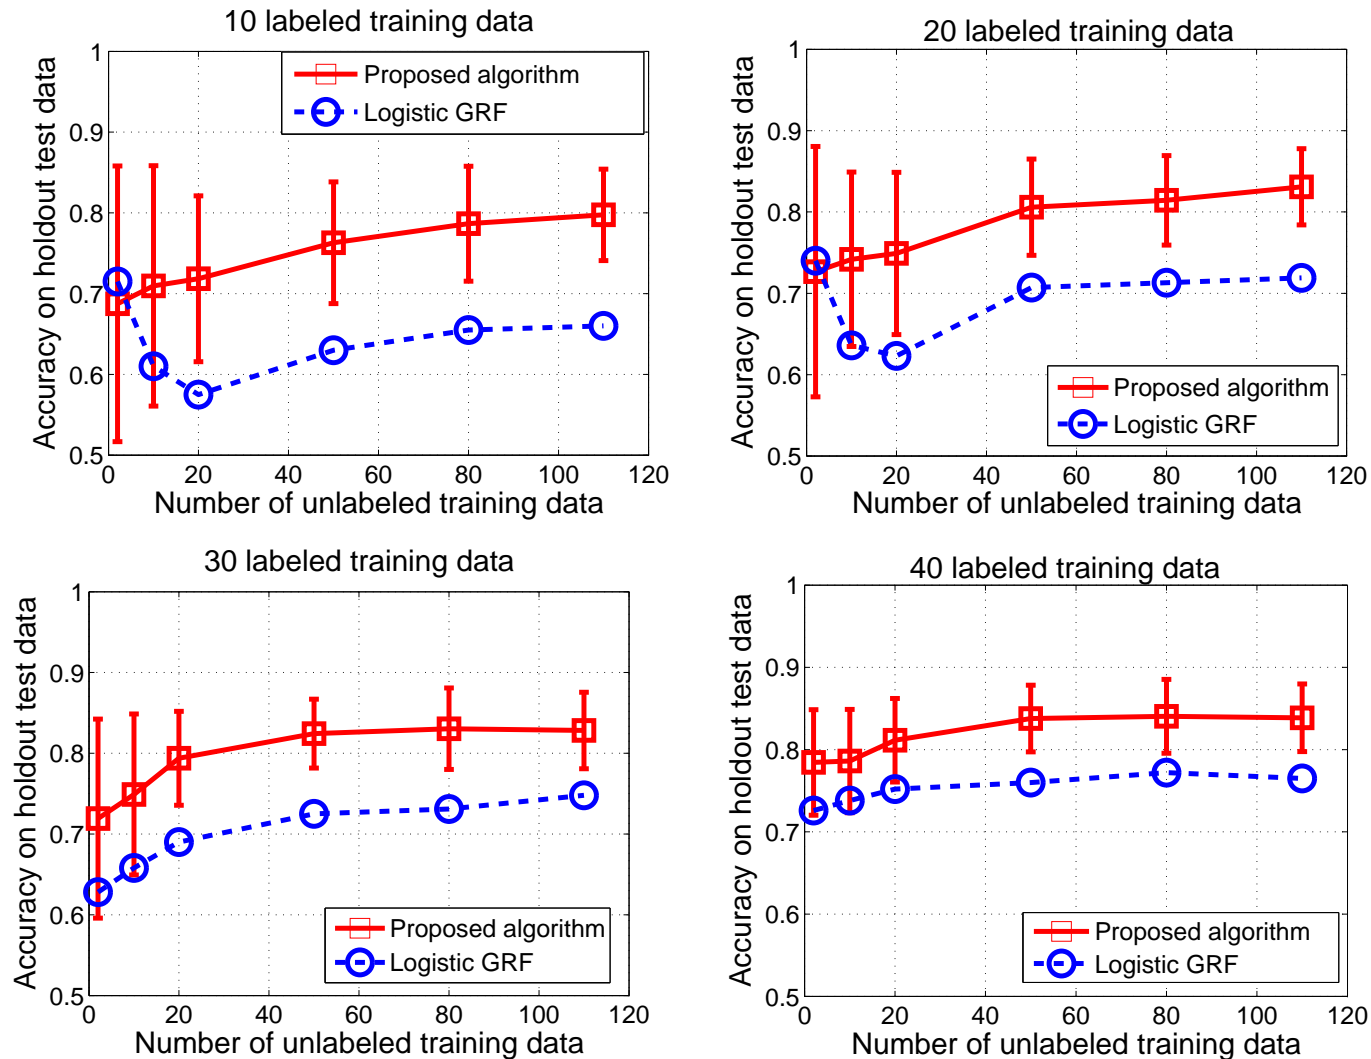 10 labeled training data
Accuracy on holdout test data
1
0.9
0.8
0.7
0.6
0.5
0 20 40 60 80 100 120
Number of unlabeled training data
Proposed algorithm
Logistic GRF
20 labeled training data
Accuracy on holdout test data
1
0.9
0.8
0.7
0.6
0.5
0 20 40 60 80 100 120
Number of unlabeled training data
Proposed algorithm
Logistic GRF
30 labeled training data
Accuracy on holdout test data
1
0.9
0.8
0.7
0.6
0.5
0 20 40 60 80 100 120
Number of unlabeled training data
Proposed algorithm
Logistic GRF
40 labeled training data
Accuracy on holdout test data
1
0.9
0.8
0.7
0.6
0.5
0 20 40 60 80 100 120
Number of unlabeled training data
Proposed algorithm
Logistic GRF